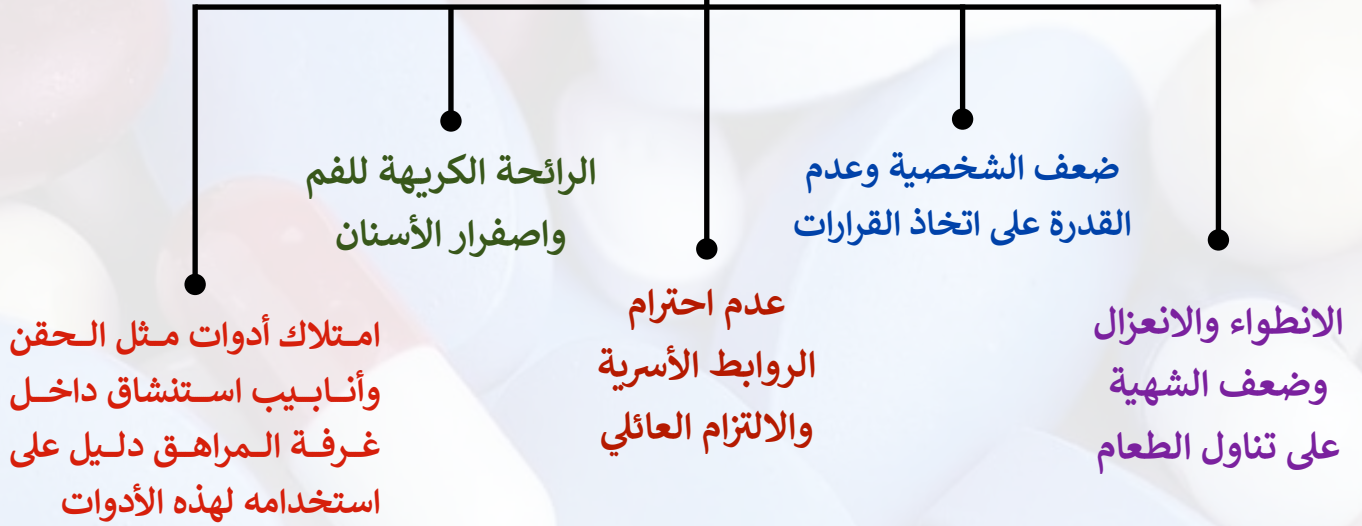 الانطواء والانعزال
وضعف الشهية
على تناول الطعام
ضعف الشخصية وعدم
القدرة على اتخاذ القرارات
عدم احترام
الروابط الأسرية
والالتزام العائلي
الرائحة الكريهة للفم
واصفرار الأسنان
امتلاك أدوات مثل الحقن
وأنابيب استنشاق داخل
غرفة المراهق دليل على
استخدامه لهذه الأدوات